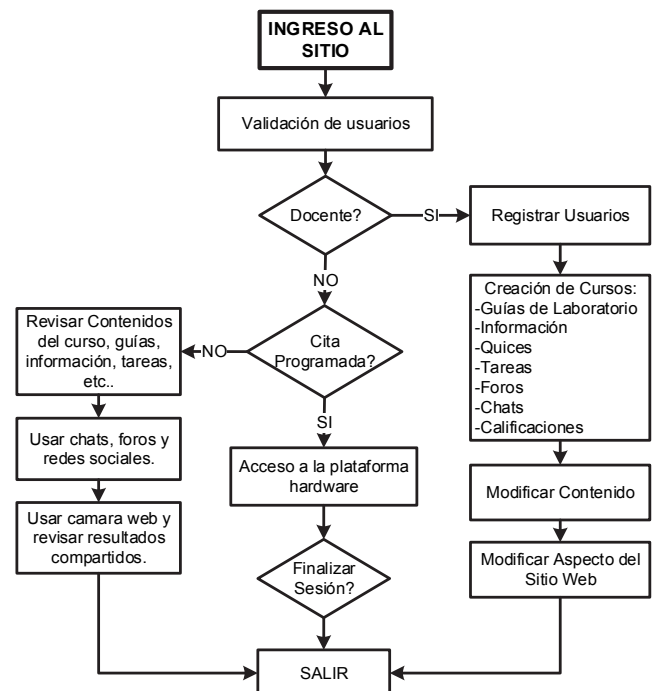 INGRESO AL
SITIO
Validación de usuarios
Docente?
SI
Registrar Usuarios
NO
Creación de Cursos:
-Guías de Laboratorio
-Información
-Quices
-Tareas
-Foros
-Chats
-Calificaciones
Modificar Contenido
Modificar Aspecto del
Sitio Web
Cita
Programada?
NO
Revisar Contenidos
del curso, guías,
información, tareas,
etc..
Usar chats, foros y
redes sociales.
Usar camara web y
revisar resultados
compartidos.
SI
Acceso a la plataforma
hardware
Finalizar
Sesión?
SALIR